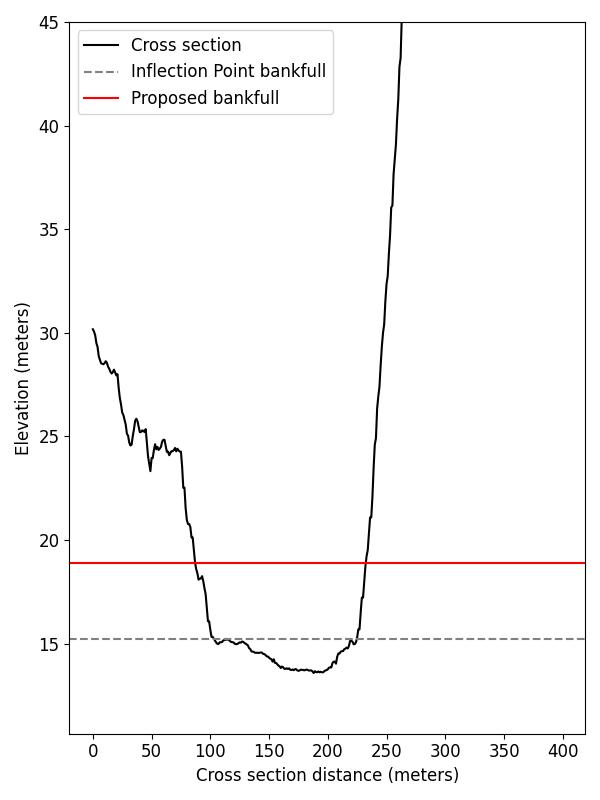 45
40
35
30
25
20
15
Elevation (meters)
Cross section
Inflection Point bankfull
Proposed bankfull
0 50 100 150 200 250 300 350 400
Cross section distance (meters)